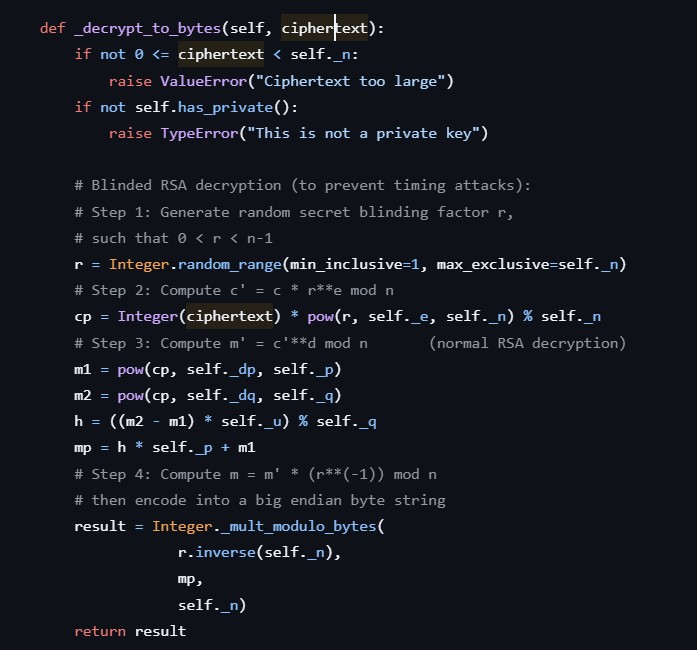 def _decrypt_to_bytes(self, ciphertext):
if not 0 <= ciphertext < self._n:
raise ValueError("Ciphertext too large")
if not self.has_private():
raise TypeError("This is not a private key")
# Blinded RSA decryption (to prevent timing attacks):
# Step 1: Generate random secret blinding factor r,
# such that 0 < r < n-1
r = Integer.random_range(min_inclusive=1, max_exclusive=self._n)
# Step 2: Compute c' = c * r**e mod n
cp = Integer(ciphertext) * pow(r, self._e, self._n) % self._n
# Step 3: Compute m' = c'**d mod n       (normal RSA decryption)
m1 = pow(cp, self._dp, self._p)
m2 = pow(cp, self._dq, self._q)
h = ((m2 - m1) * self._u) % self._q
mp = h * self._p + m1
# Step 4: Compute m = m' * (r**(-1)) mod n
# then encode into a big endian byte string
result = Integer._mult_modulo_bytes(
r.inverse(self._n),
mp,
self._n)
return result